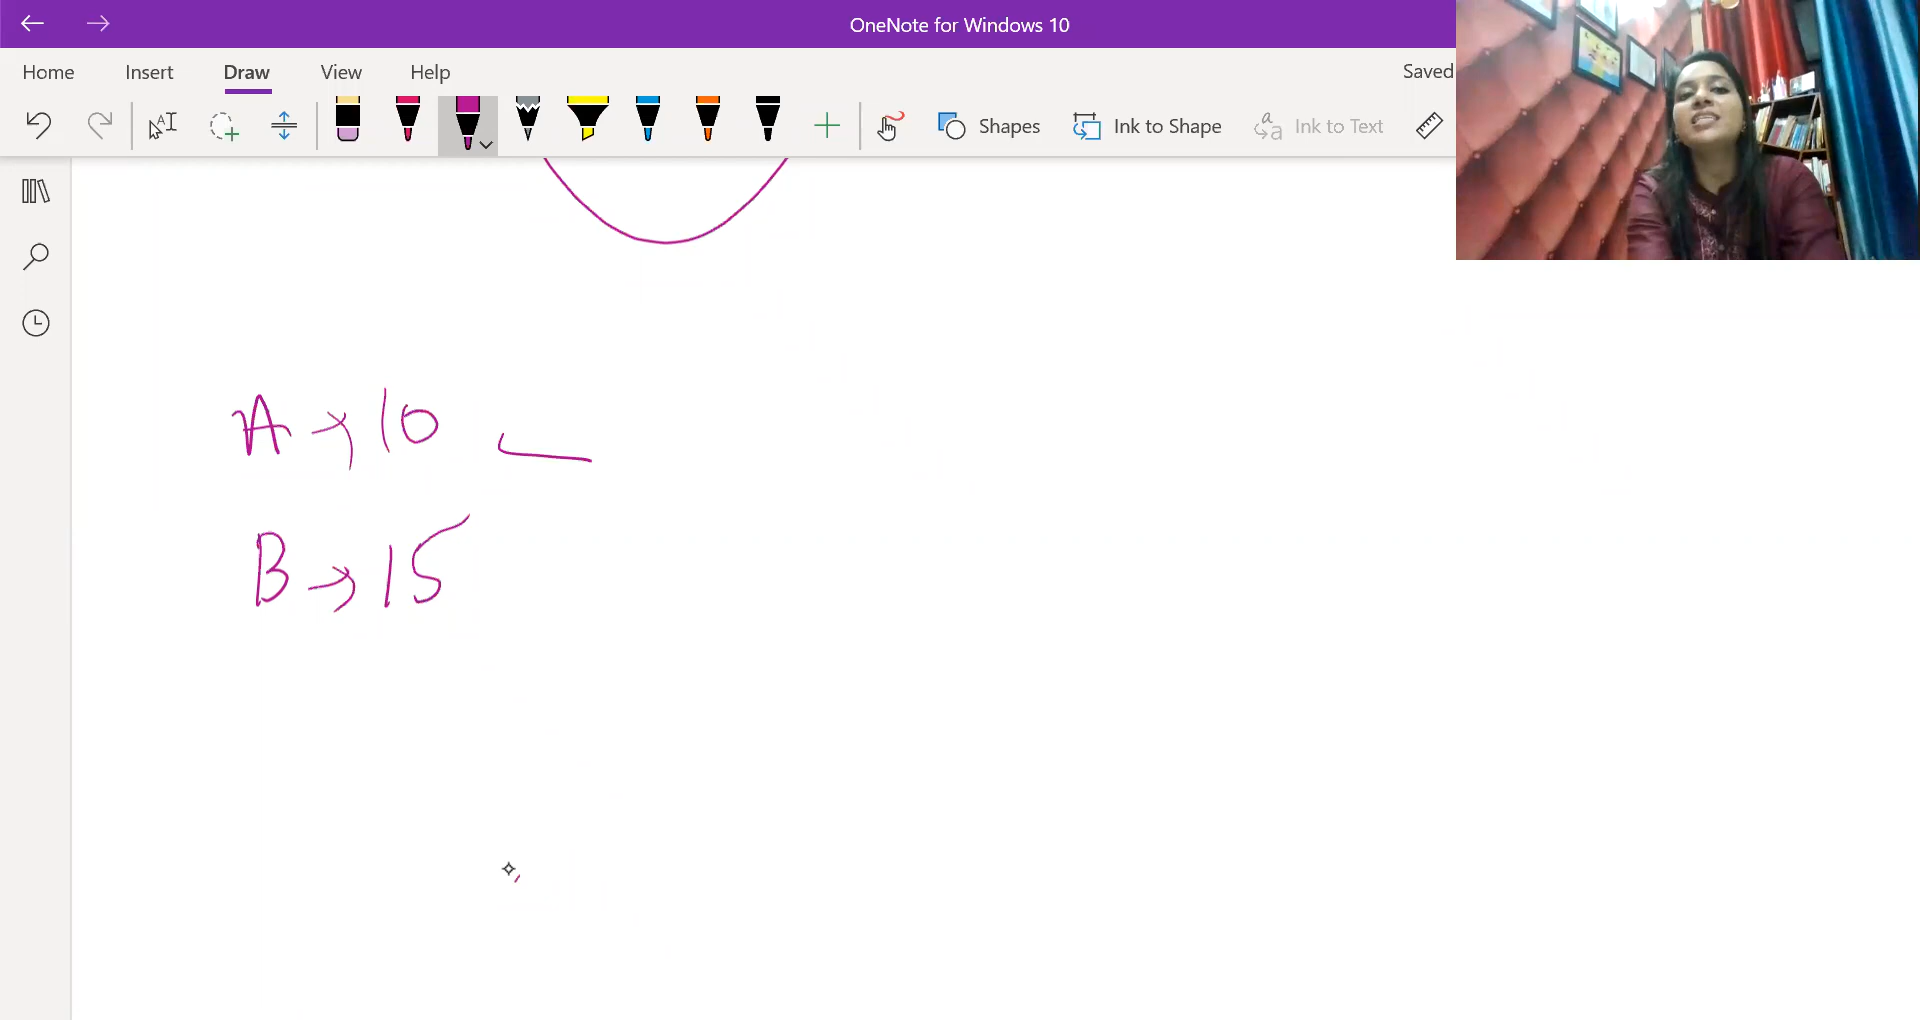 OneNote for Windows 10
Home Insert Draw View Help Saved
Shapes Ink to Shape Ink to Text
A → 10
B → 15